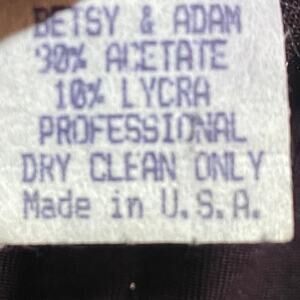 BETSY & ADAM
90% ACETATE
10% LYCRA
PROFESSIONAL
DRY CLEAN ONLY
Made in U.S.A.